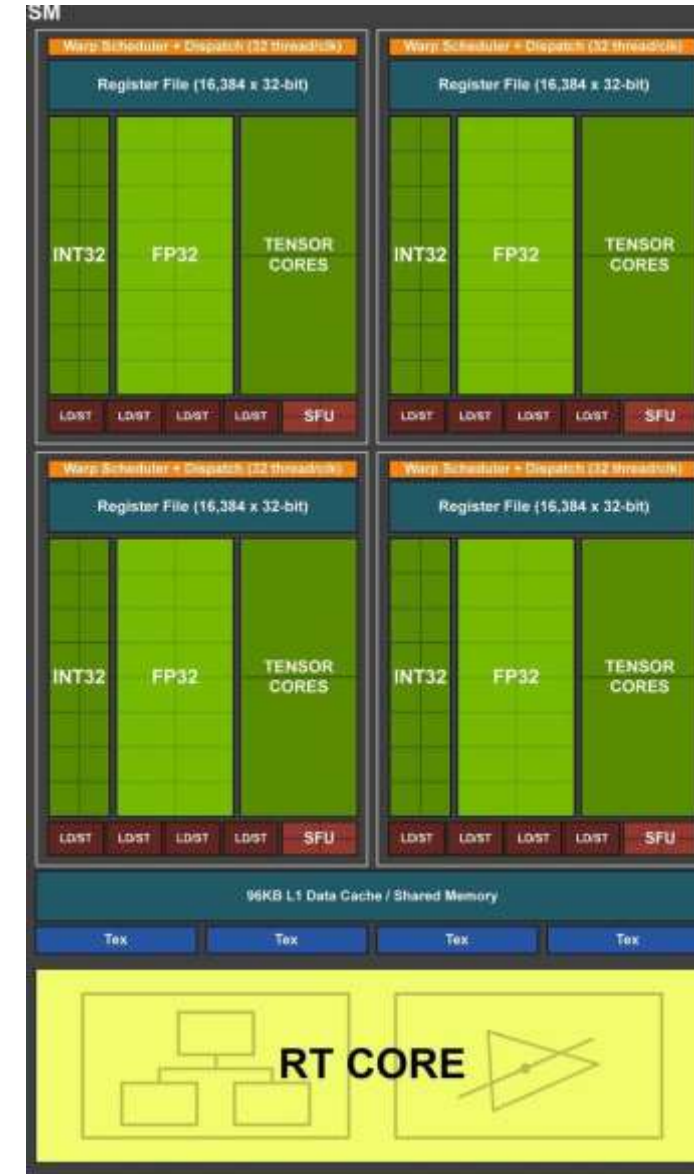 SM
Warp Scheduler + Dispatch (32 thread/clk)
Warp Scheduler + Dispatch (32 thread/clk)
Register File (16,384 x 32-bit)
Register File (16,384 x 32-bit)
INT32
FP32
TENSOR
CORES
INT32
FP32
TENSOR
CORES
LD/ST LD/ST LD/ST LD/ST SFU
LD/ST LD/ST LD/ST LD/ST SFU
Warp Scheduler + Dispatch (32 thread/clk)
Warp Scheduler + Dispatch (32 thread/clk)
Register File (16,384 x 32-bit)
Register File (16,384 x 32-bit)
INT32
FP32
TENSOR
CORES
INT32
FP32
TENSOR
CORES
LD/ST LD/ST LD/ST LD/ST SFU
LD/ST LD/ST LD/ST LD/ST SFU
96KB L1 Data Cache / Shared Memory
Tex Tex Tex Tex
RT CORE